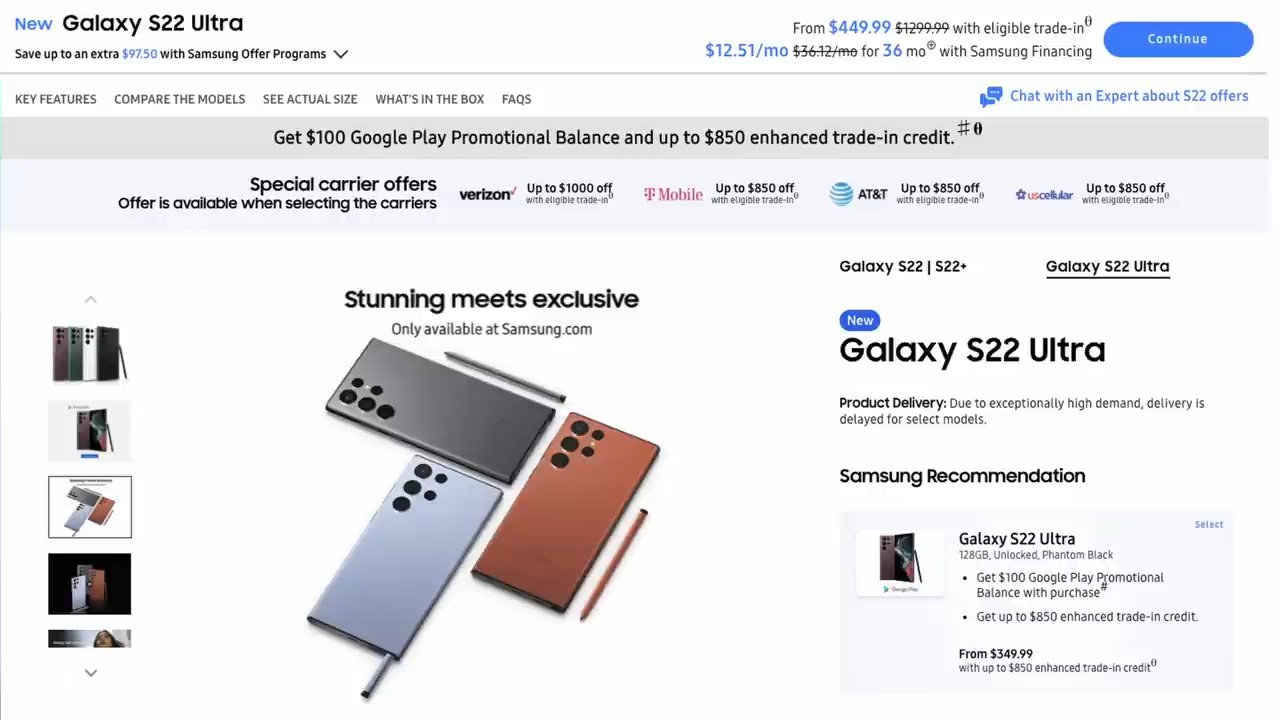 New Galaxy S22 Ultra
Save up to an extra $97.50 with Samsung Offer Programs
From $449.99 $1299.99 with eligible trade-in θ
$12.51/mo $36.12/mo for 36 mo⊕ with Samsung Financing
Continue
KEY FEATURES
COMPARE THE MODELS
SEE ACTUAL SIZE
WHAT'S IN THE BOX
FAQS
Chat with an Expert about S22 offers
Get $100 Google Play Promotional Balance and up to $850 enhanced trade-in credit. # θ
Special carrier offers
Offer is available when selecting the carriers
verizon✓
Up to $1000 off
with eligible trade-in θ
T Mobile
Up to $850 off
with eligible trade-in θ
AT&T
Up to $850 off
with eligible trade-in θ
uscellular
Up to $850 off
with eligible trade-in θ
Stunning meets exclusive
Only available at Samsung.com
Galaxy S22 | S22+
Galaxy S22 Ultra
New
Galaxy S22 Ultra
Product Delivery: Due to exceptionally high demand, delivery is
delayed for select models.
Samsung Recommendation
Select
Galaxy S22 Ultra
128GB, Unlocked, Phantom Black
• Get $100 Google Play Promotional
Balance with purchase#
• Get up to $850 enhanced trade-in credit.
From $349.99
with up to $850 enhanced trade-in credit θ
Google Play